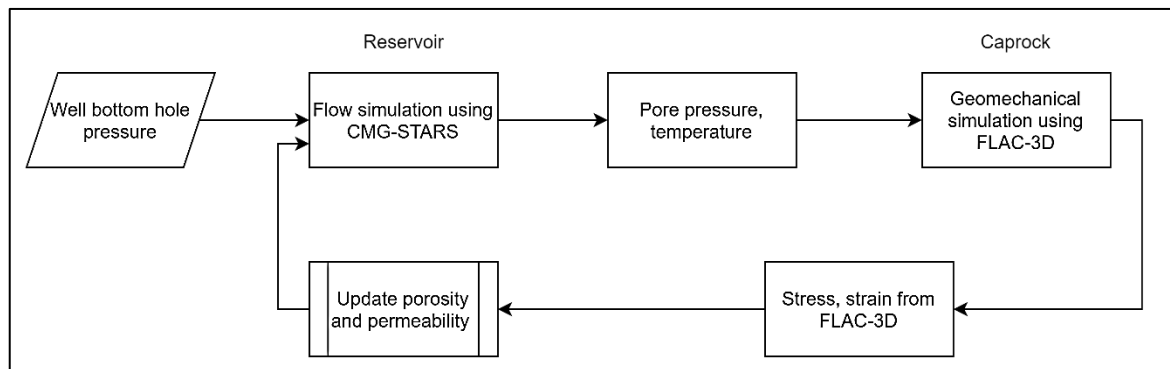 Reservoir
Caprock
Well bottom hole
pressure
Flow simulation using
CMG-STARS
Pore pressure,
temperature
Geomechanical
simulation using
FLAC-3D
Update porosity
and permeability
Stress, strain from
FLAC-3D